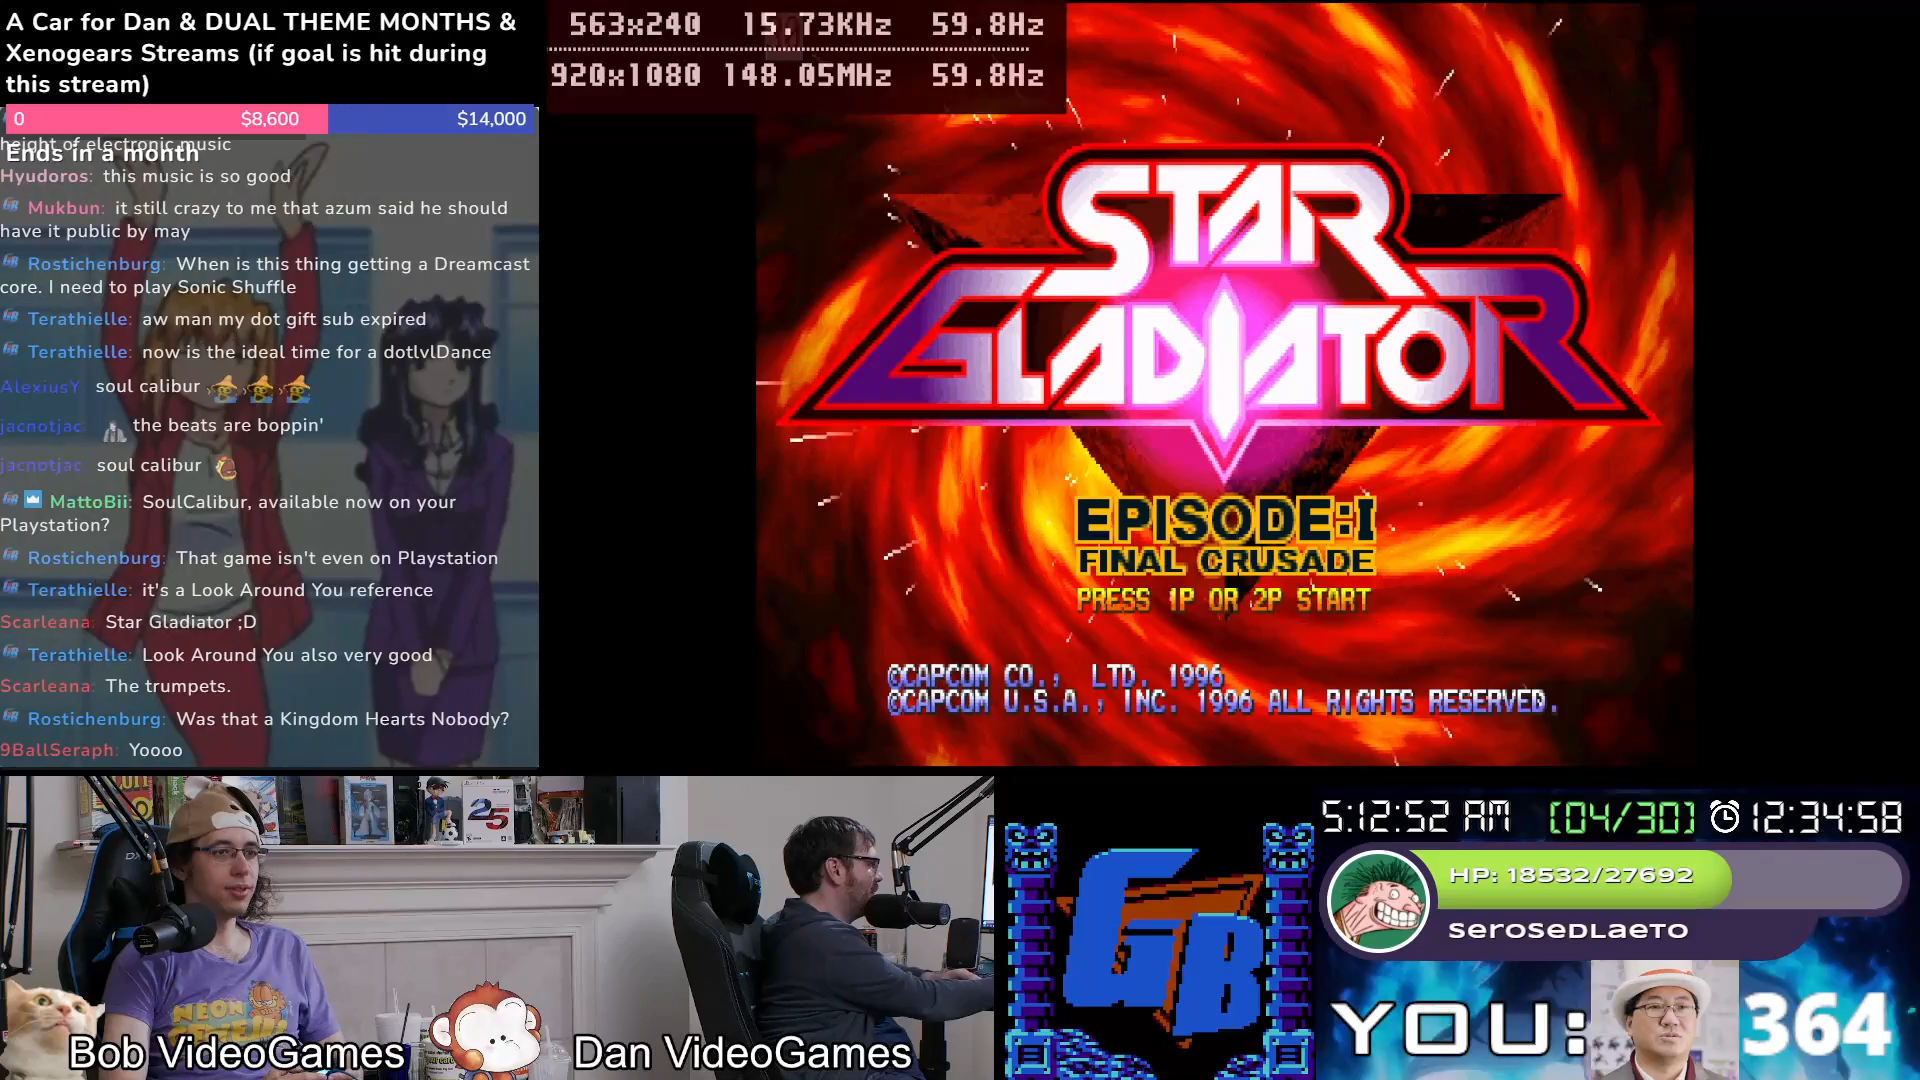 A Car for Dan & DUAL THEME MONTHS &
Xenogears Streams (if goal is hit during
this stream)
0 $8,600 $14,000
height of electronic music
Ends in a month
Hyudoros: this music is so good
Mukbun: it still crazy to me that azum said he should
have it public by may
Rostichenburg: When is this thing getting a Dreamcast
core. I need to play Sonic Shuffle
Terathielle: aw man my dot gift sub expired
Terathielle: now is the ideal time for a dotlvlDance
AlexiusY: soul calibur
jacnotjac: the beats are boppin'
jacnotjac: soul calibur
MattoBii: SoulCalibur, available now on your
Playstation?
Rostichenburg: That game isn't even on Playstation
Terathielle: it's a Look Around You reference
Scarleana: Star Gladiator ;D
Terathielle: Look Around You also very good
Scarleana: The trumpets.
Rostichenburg: Was that a Kingdom Hearts Nobody?
9BallSeraph: Yoooo
563x240 15.73KHz 59.8Hz
920x1080 148.05MHz 59.8Hz
STAR
GLADIATOR
EPISODE:I
FINAL CRUSADE
PRESS 1P OR 2P START
©CAPCOM CO., LTD. 1996
©CAPCOM U.S.A., INC. 1996 ALL RIGHTS RESERVED.
25
NEON
Bob VideoGames
Dan VideoGames
GB
5:12:52 AM [04/30] 12:34:58
HP: 18532/27692
SeroSedLaeto
YOU: 364